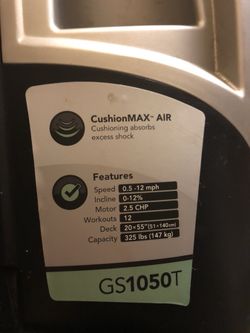 CushionMAX™ AIR
Cushioning absorbs
excess shock.
Features
Speed 0.5 -12 mph
Incline 0-12%
Motor 2.5 CHP
Workouts 12
Deck 20×55" (51×140cm)
Capacity 325 lbs (147 kg)
GS1050T